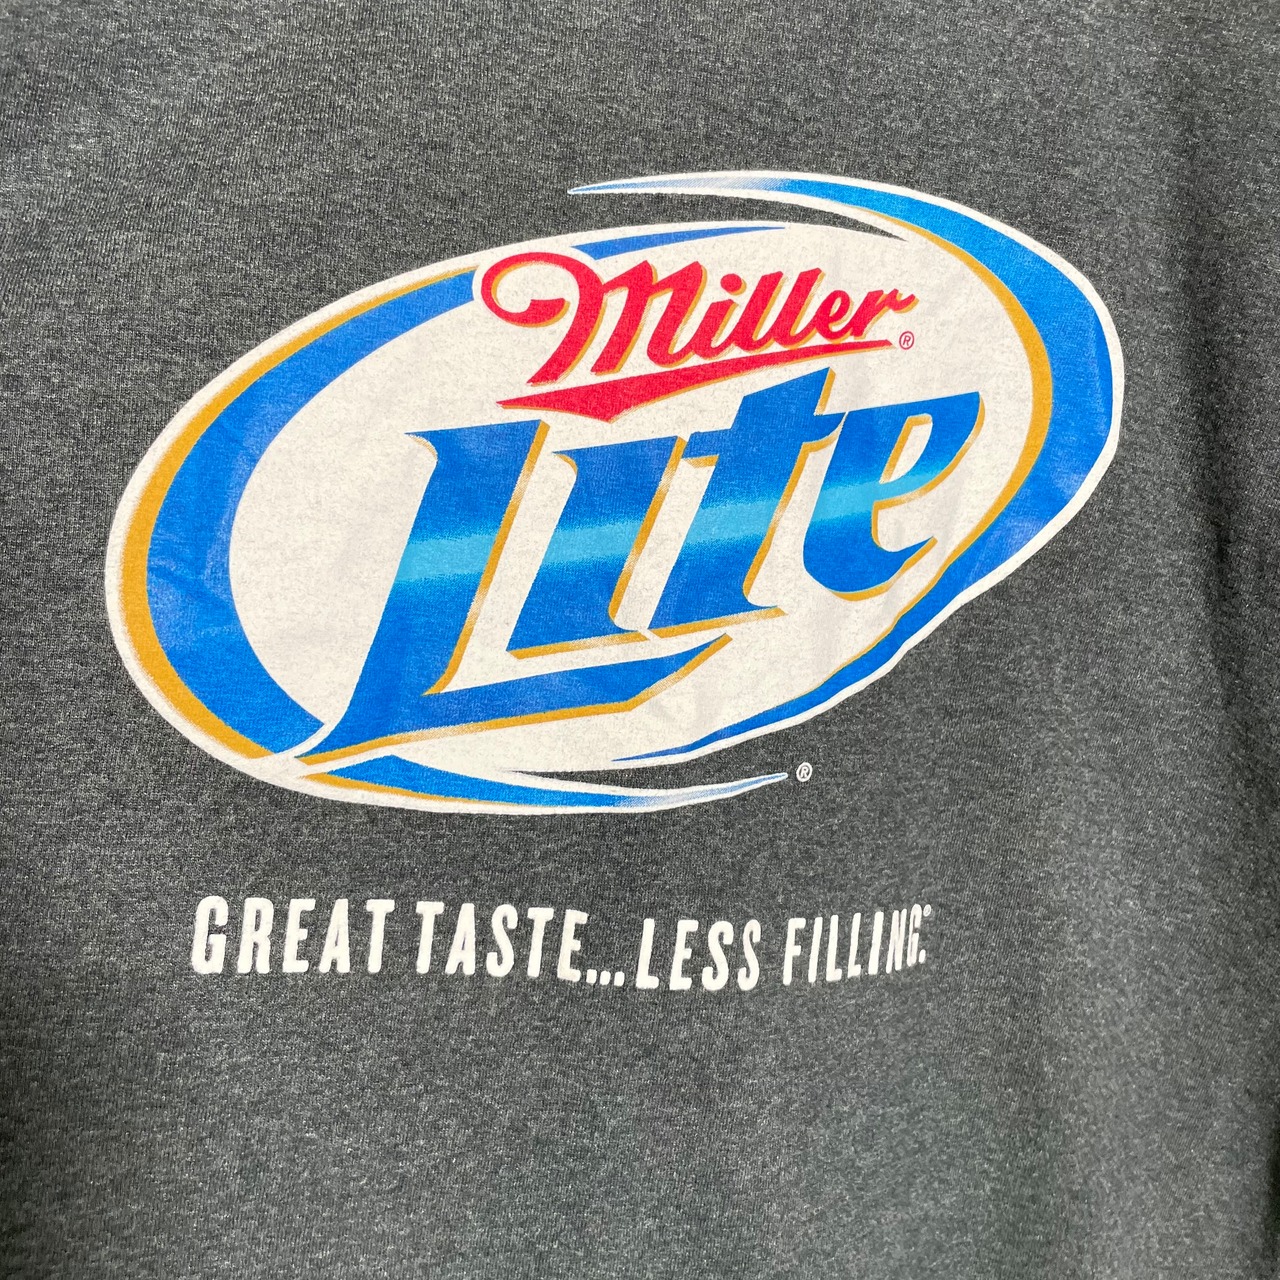 Miller®
Lite
®
GREAT TASTE...LESS FILLING.®